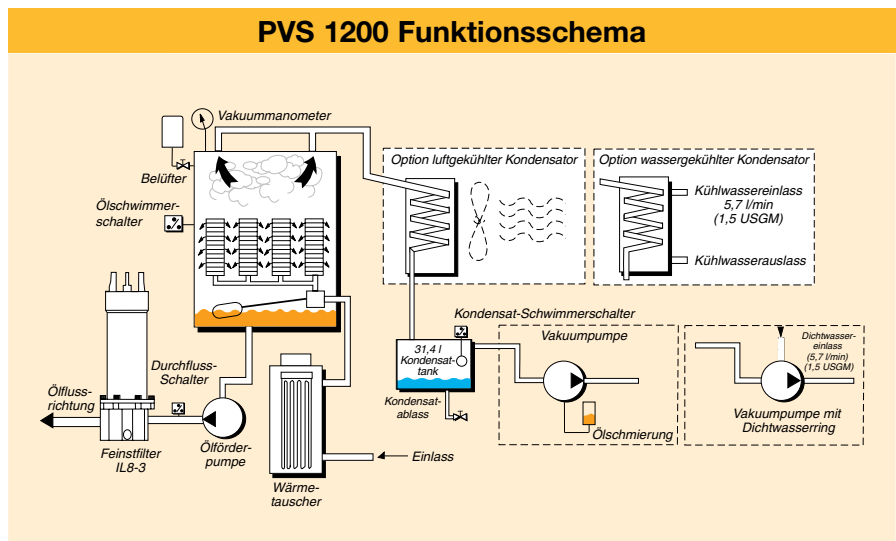 PVS 1200 Funktionsschema
Vakuummanometer
Belüfter
Ölschwimmer-
schalter
Option luftgekühlter Kondensator
Option wassergekühlter Kondensator
Kühlwassereinlass
5,7 l/min
(1,5 USGM)
Kühlwasserauslass
Kondensat-Schwimmerschalter
31,4 l
Kondensat-
tank
Kondensat-
ablass
Vakuumpumpe
Ölschmierung
Dichtwasser-
einlass
(5,7 l/min)
(1,5 USGM)
Vakuumpumpe mit
Dichtwasserring
Durchfluss-
Schalter
Ölfluss-
richtung
Feinstfilter
IL8-3
Ölförder-
pumpe
Wärme-
tauscher
Einlass